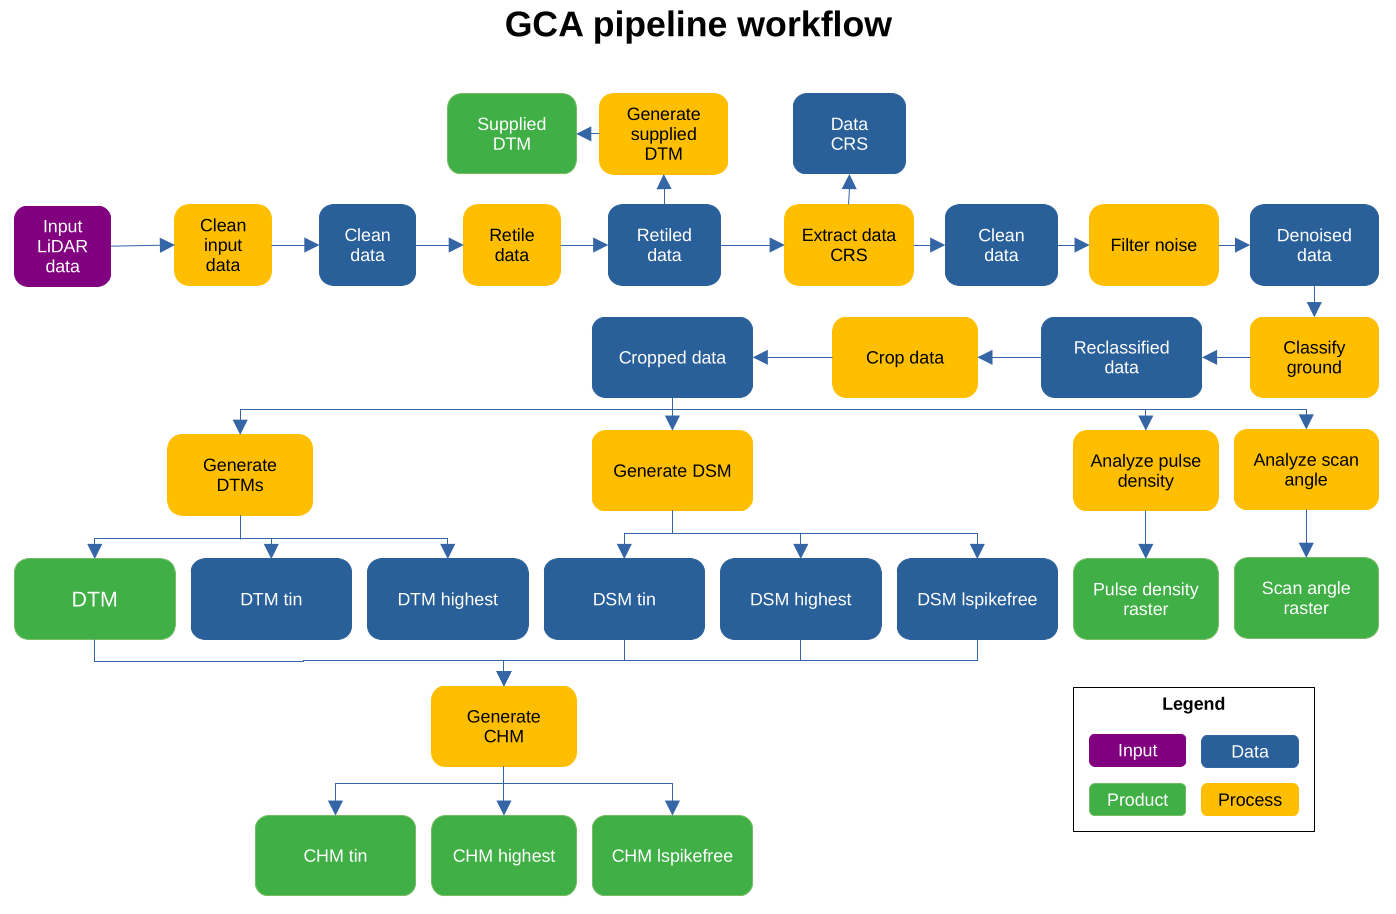 GCA pipeline workflow
Supplied
DTM
Generate
supplied
DTM
Data
CRS
Input
LiDAR
data
Clean
input
data
Clean
data
Retile
data
Retiled
data
Extract data
CRS
Clean
data
Filter noise
Denoised
data
Cropped data
Crop data
Reclassified
data
Classify
ground
Generate
DTMs
Generate DSM
Analyze pulse
density
Analyze scan
angle
DTM
DTM tin
DTM highest
DSM tin
DSM highest
DSM lspikefree
Pulse density
raster
Scan angle
raster
Generate
CHM
CHM tin
CHM highest
CHM lspikefree
Legend
Input
Data
Product
Process